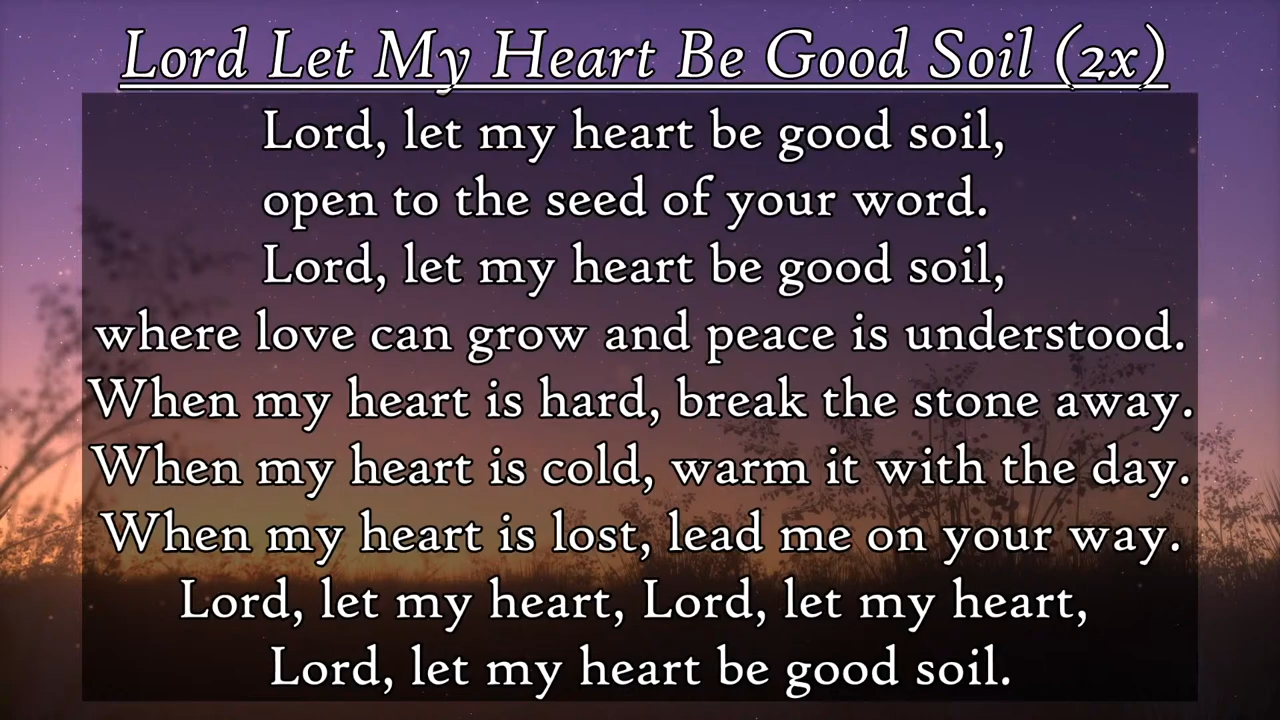 Lord Let My Heart Be Good Soil (2x)
Lord, let my heart be good soil,
open to the seed of your word.
Lord, let my heart be good soil,
where love can grow and peace is understood.
When my heart is hard, break the stone away.
When my heart is cold, warm it with the day.
When my heart is lost, lead me on your way.
Lord, let my heart, Lord, let my heart,
Lord, let my heart be good soil.